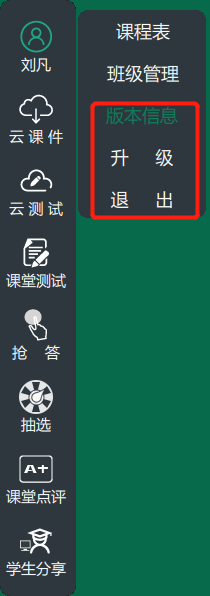 刘凡
云课件
云测试
课堂测试
抢 答
抽选
A+
课堂点评
学生分享
课程表
班级管理
版本信息
升 级
退 出